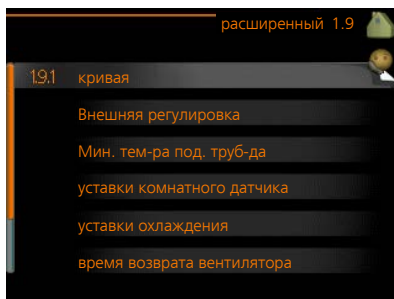 расширенный 1.9
1.9.1 кривая
Внешняя регулировка
Мин. тем-ра под. труб-да
уставки комнатного датчика
уставки охлаждения
время возврата вентилятора